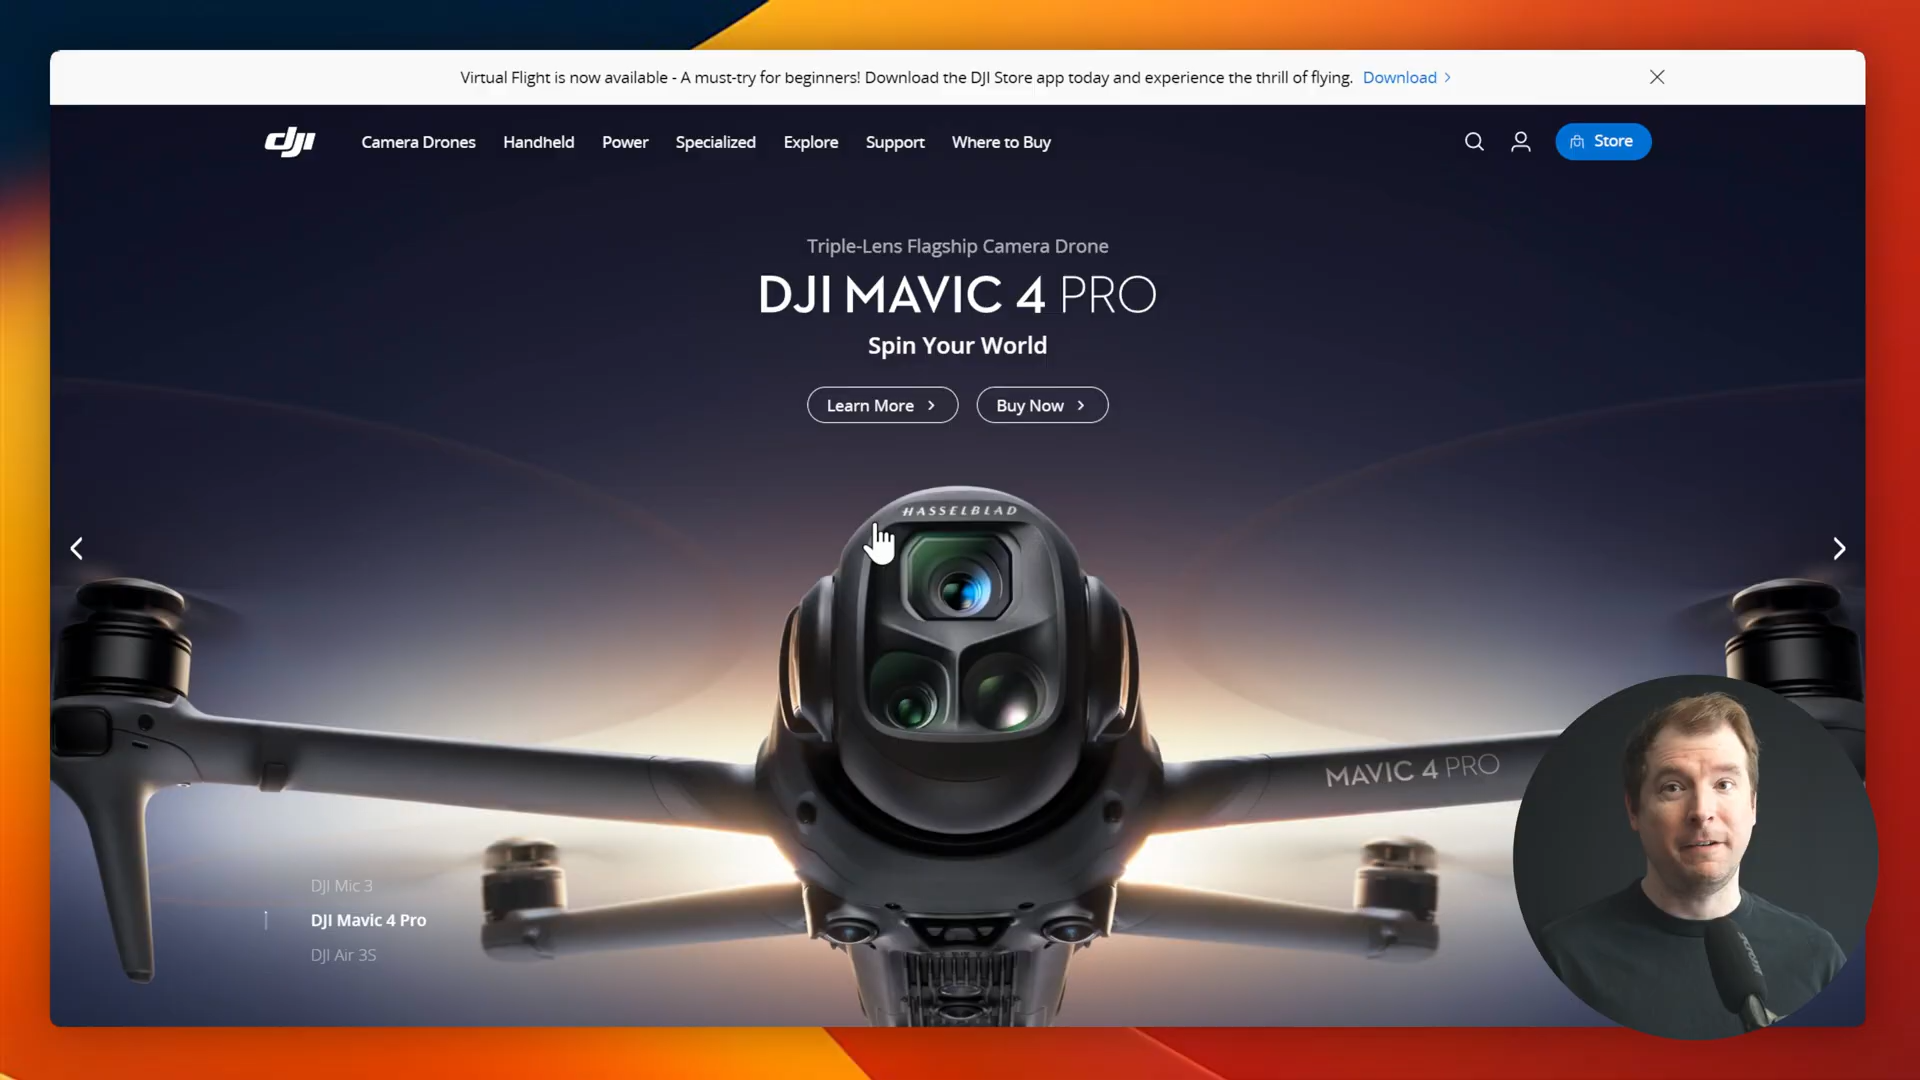 Virtual Flight is now available - A must-try for beginners! Download the DJI Store app today and experience the thrill of flying. Download >
dji Camera Drones Handheld Power Specialized Explore Support Where to Buy Store
Triple-Lens Flagship Camera Drone
DJI MAVIC 4 PRO
Spin Your World
Learn More > Buy Now >
HASSELBLAD
MAVIC 4 PRO
DJI Mic 3
DJI Mavic 4 Pro
DJI Air 3S